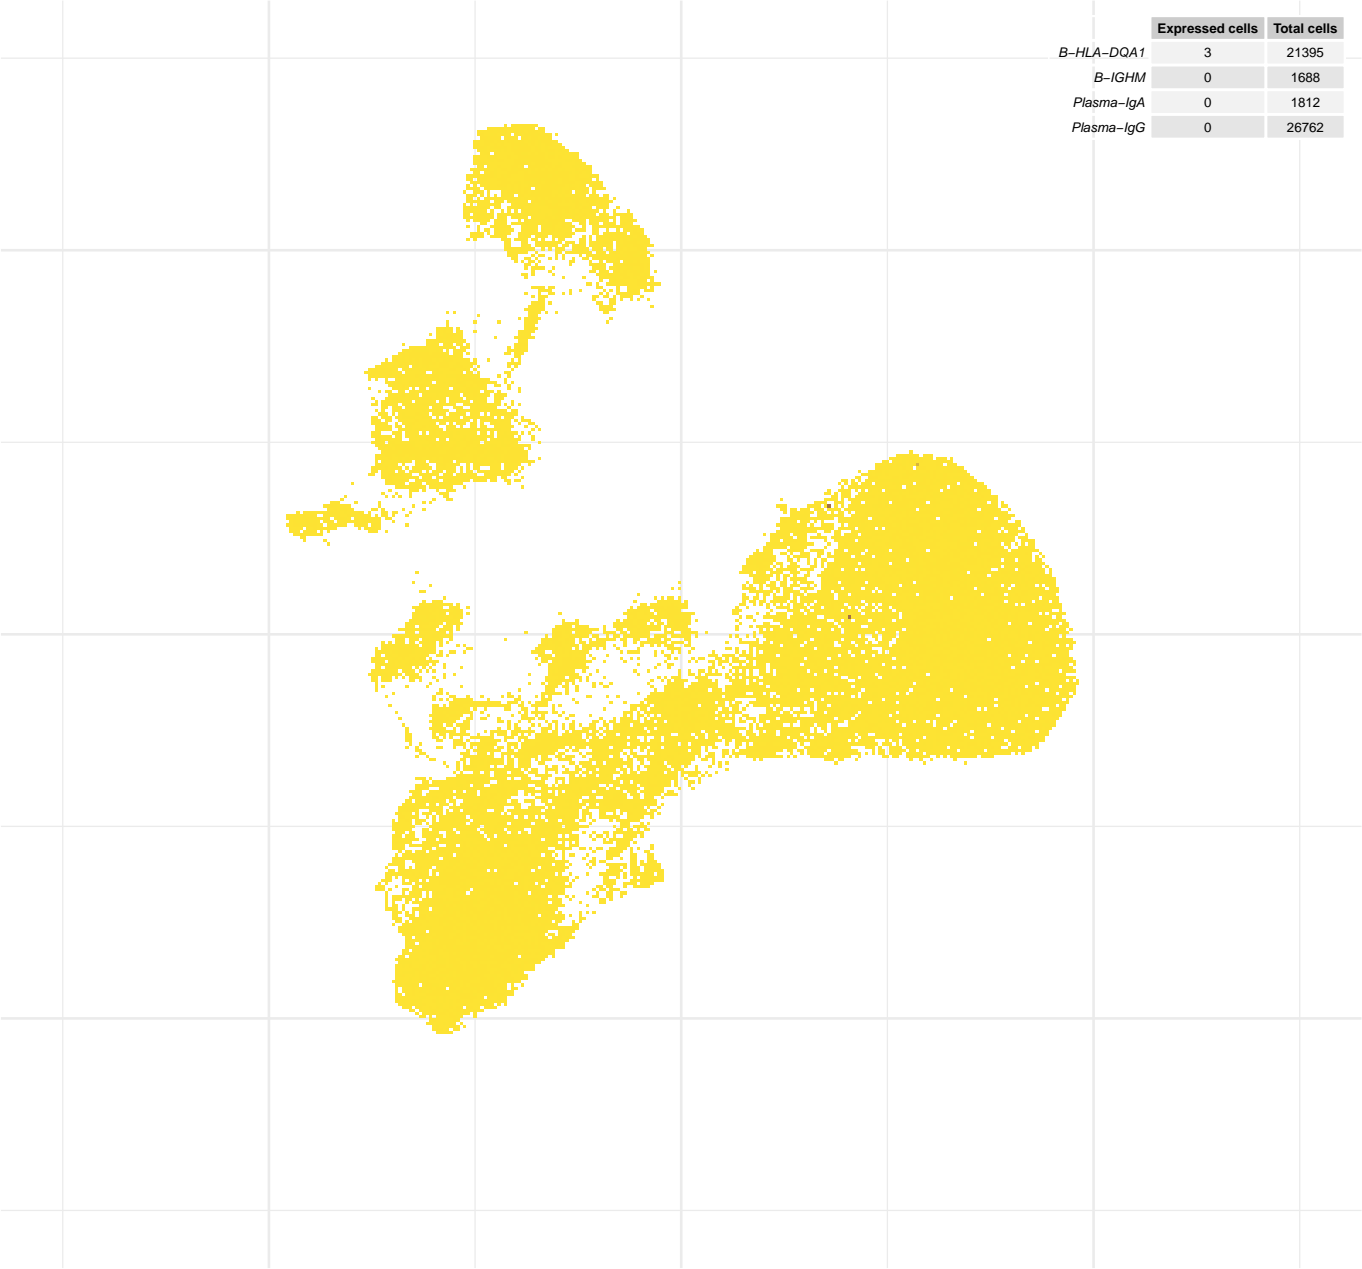 Expressed cells Total cells
B−HLA−DQA1 3 21395
B−IGHM 0 1688
Plasma−IgA 0 1812
Plasma−IgG 0 26762